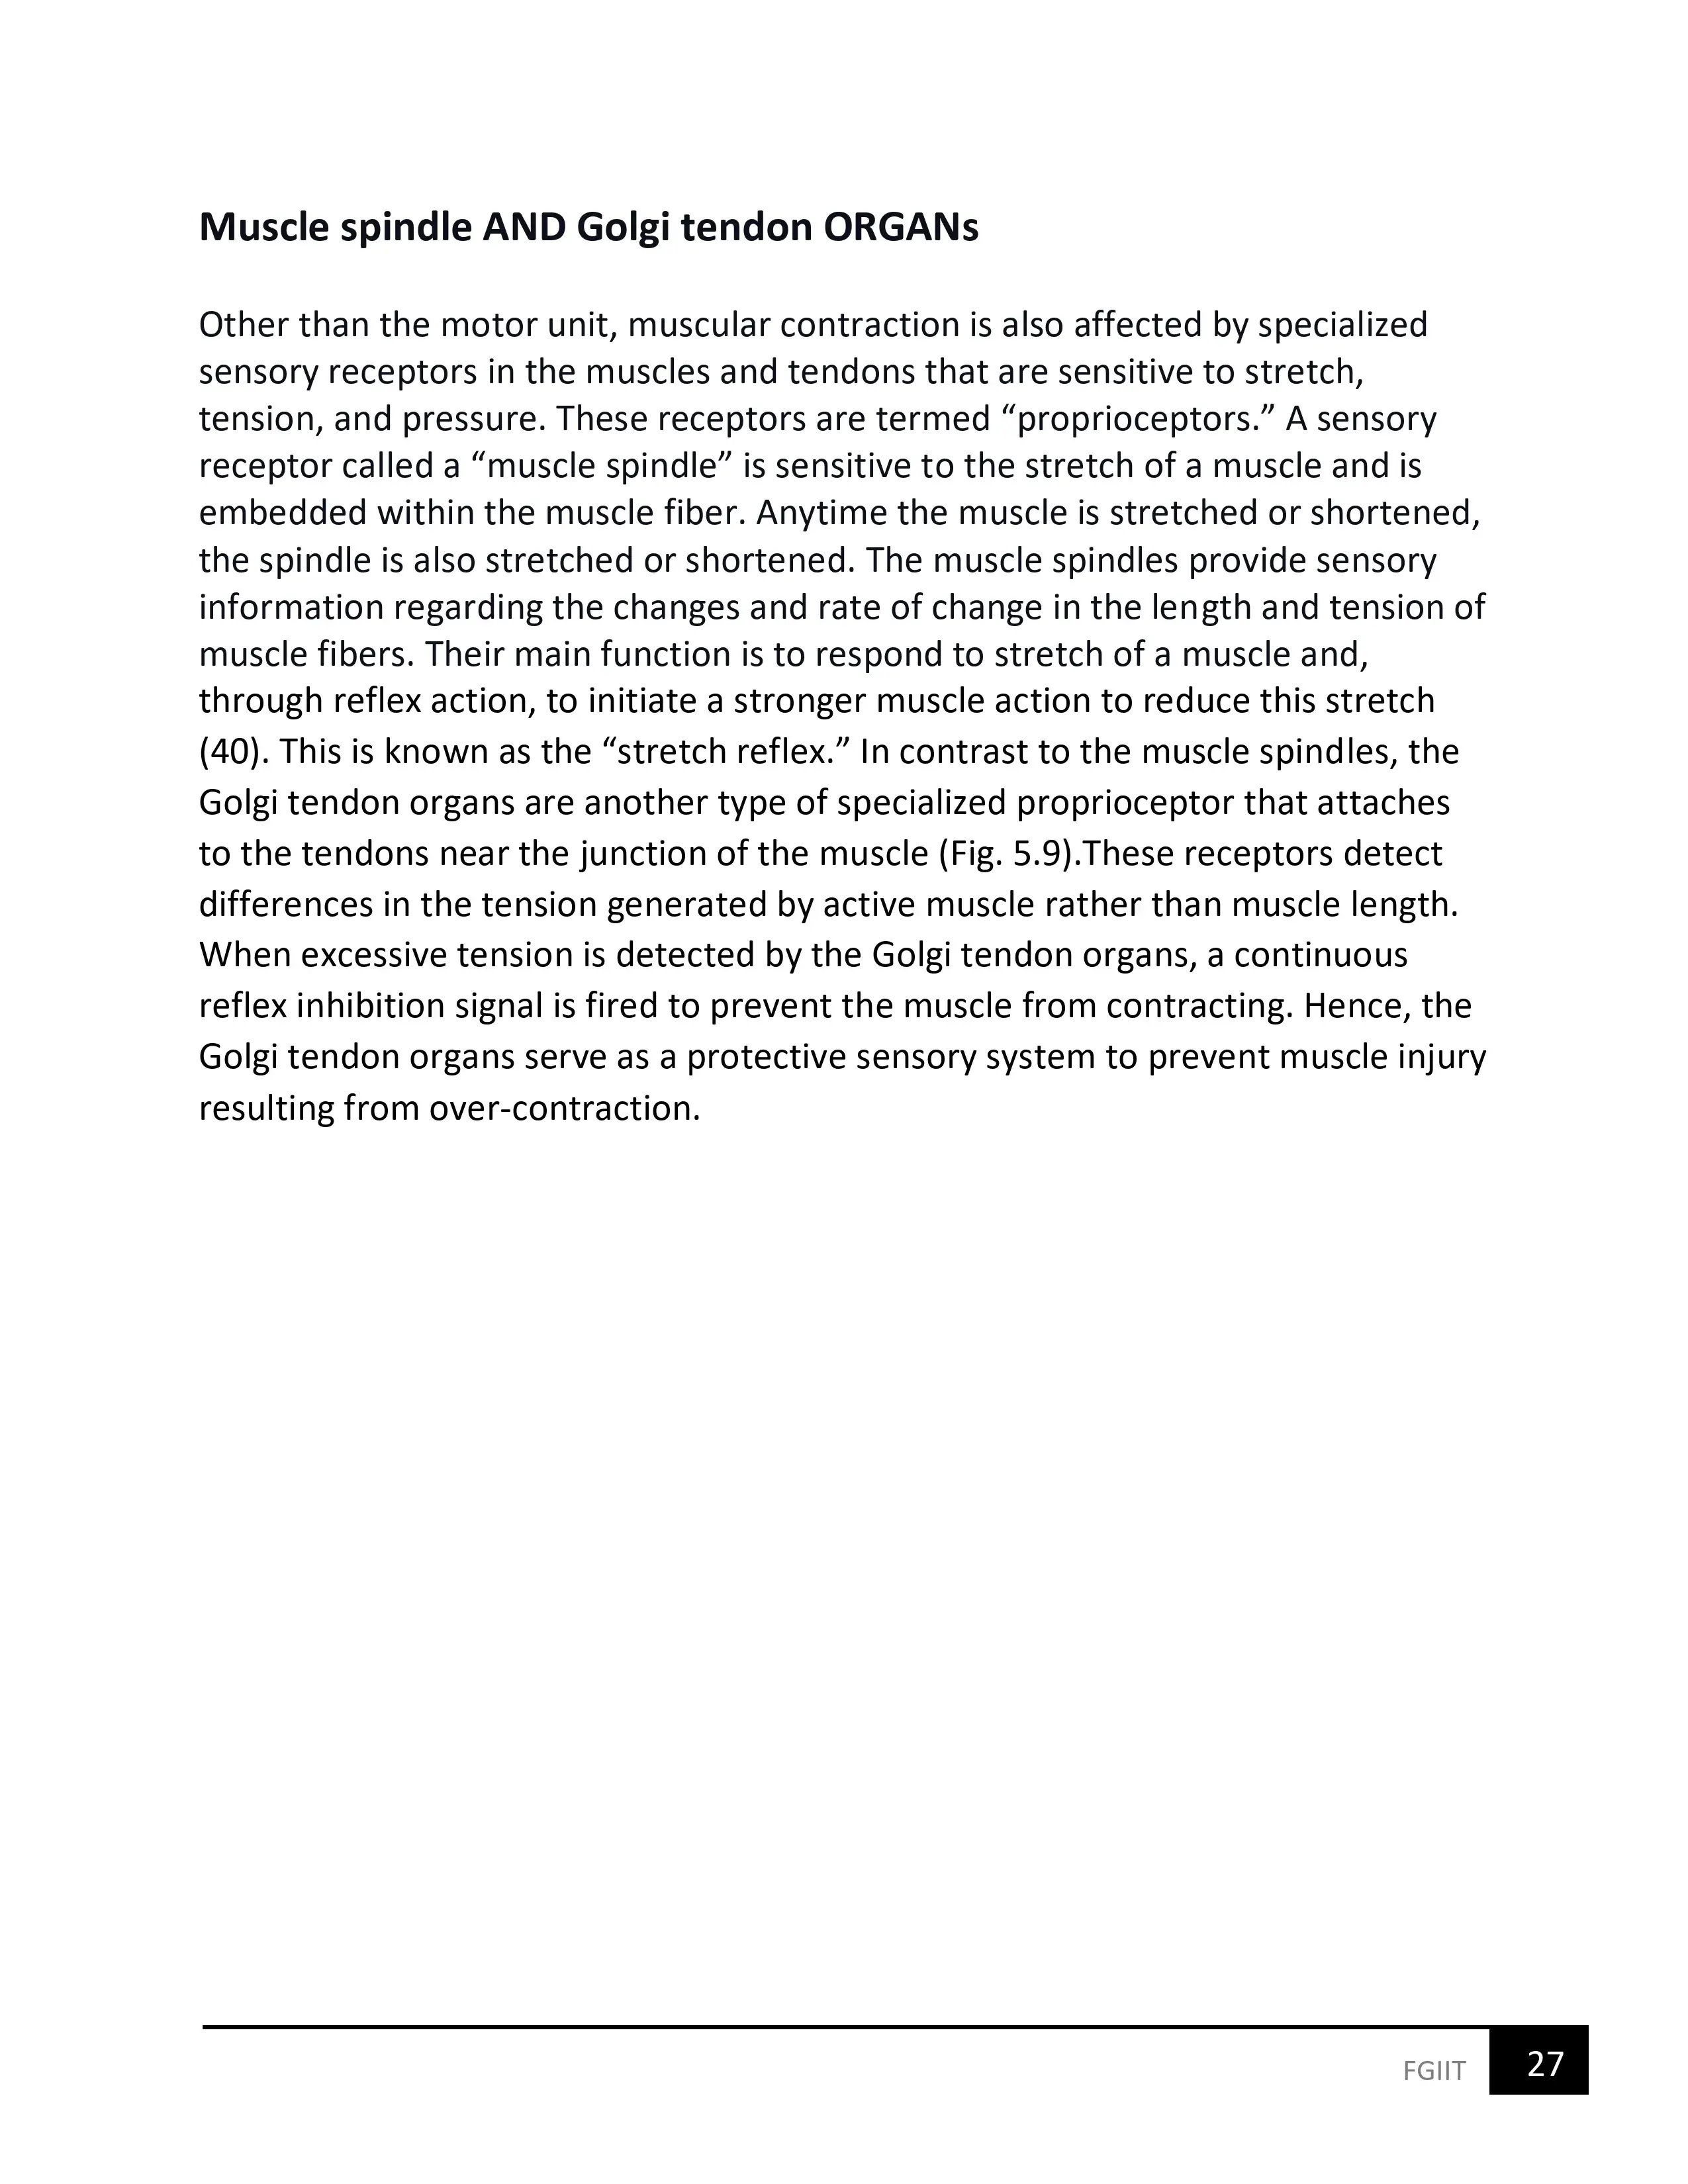 Muscle spindle AND Golgi tendon ORGANs
Other than the motor unit, muscular contraction is also affected by specialized
sensory receptors in the muscles and tendons that are sensitive to stretch,
tension, and pressure. These receptors are termed “proprioceptors.” A sensory
receptor called a “muscle spindle” is sensitive to the stretch of a muscle and is
embedded within the muscle fiber. Anytime the muscle is stretched or shortened,
the spindle is also stretched or shortened. The muscle spindles provide sensory
information regarding the changes and rate of change in the length and tension of
muscle fibers. Their main function is to respond to stretch of a muscle and,
through reflex action, to initiate a stronger muscle action to reduce this stretch
(40). This is known as the “stretch reflex.” In contrast to the muscle spindles, the
Golgi tendon organs are another type of specialized proprioceptor that attaches
to the tendons near the junction of the muscle (Fig. 5.9).These receptors detect
differences in the tension generated by active muscle rather than muscle length.
When excessive tension is detected by the Golgi tendon organs, a continuous
reflex inhibition signal is fired to prevent the muscle from contracting. Hence, the
Golgi tendon organs serve as a protective sensory system to prevent muscle injury
resulting from over-contraction.
FGIIT 27